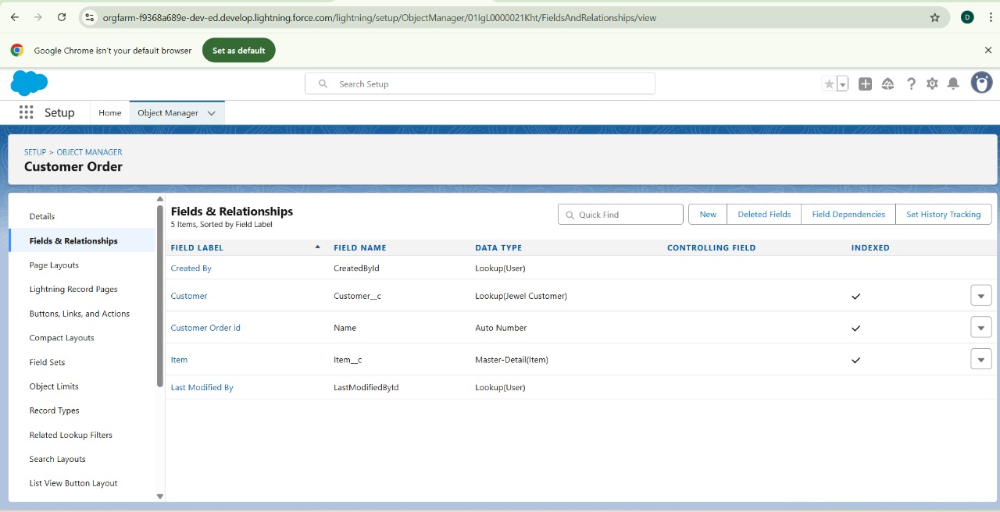 orgfarm-f9368a689e-dev-ed.develop.lightning.force.com/lightning/setup/ObjectManager/01IgL0000021Kht/FieldsAndRelationships/view
D
Google Chrome isn't your default browser Set as default
Search Setup
Setup Home Object Manager
SETUP > OBJECT MANAGER
Customer Order
Details
Fields & Relationships
Page Layouts
Lightning Record Pages
Buttons, Links, and Actions
Compact Layouts
Field Sets
Object Limits
Record Types
Related Lookup Filters
Search Layouts
List View Button Layout
Fields & Relationships
5 Items, Sorted by Field Label
Quick Find New Deleted Fields Field Dependencies Set History Tracking
FIELD LABEL FIELD NAME DATA TYPE CONTROLLING FIELD INDEXED
Created By CreatedById Lookup(User)
Customer Customer__c Lookup(Jewel Customer)
Customer Order id Name Auto Number
Item Item__c Master-Detail(Item)
Last Modified By LastModifiedById Lookup(User)